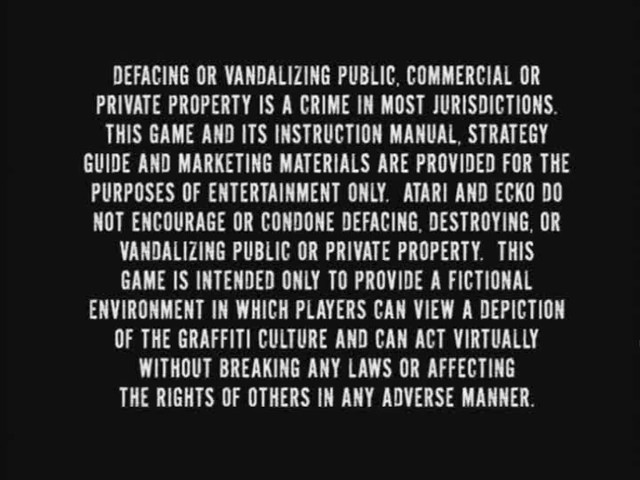 DEFACING OR VANDALIZING PUBLIC, COMMERCIAL OR
PRIVATE PROPERTY IS A CRIME IN MOST JURISDICTIONS.
THIS GAME AND ITS INSTRUCTION MANUAL, STRATEGY
GUIDE AND MARKETING MATERIALS ARE PROVIDED FOR THE
PURPOSES OF ENTERTAINMENT ONLY. ATARI AND ECKO DO
NOT ENCOURAGE OR CONDONE DEFACING, DESTROYING, OR
VANDALIZING PUBLIC OR PRIVATE PROPERTY. THIS
GAME IS INTENDED ONLY TO PROVIDE A FICTIONAL
ENVIRONMENT IN WHICH PLAYERS CAN VIEW A DEPICTION
OF THE GRAFFITI CULTURE AND CAN ACT VIRTUALLY
WITHOUT BREAKING ANY LAWS OR AFFECTING
THE RIGHTS OF OTHERS IN ANY ADVERSE MANNER.